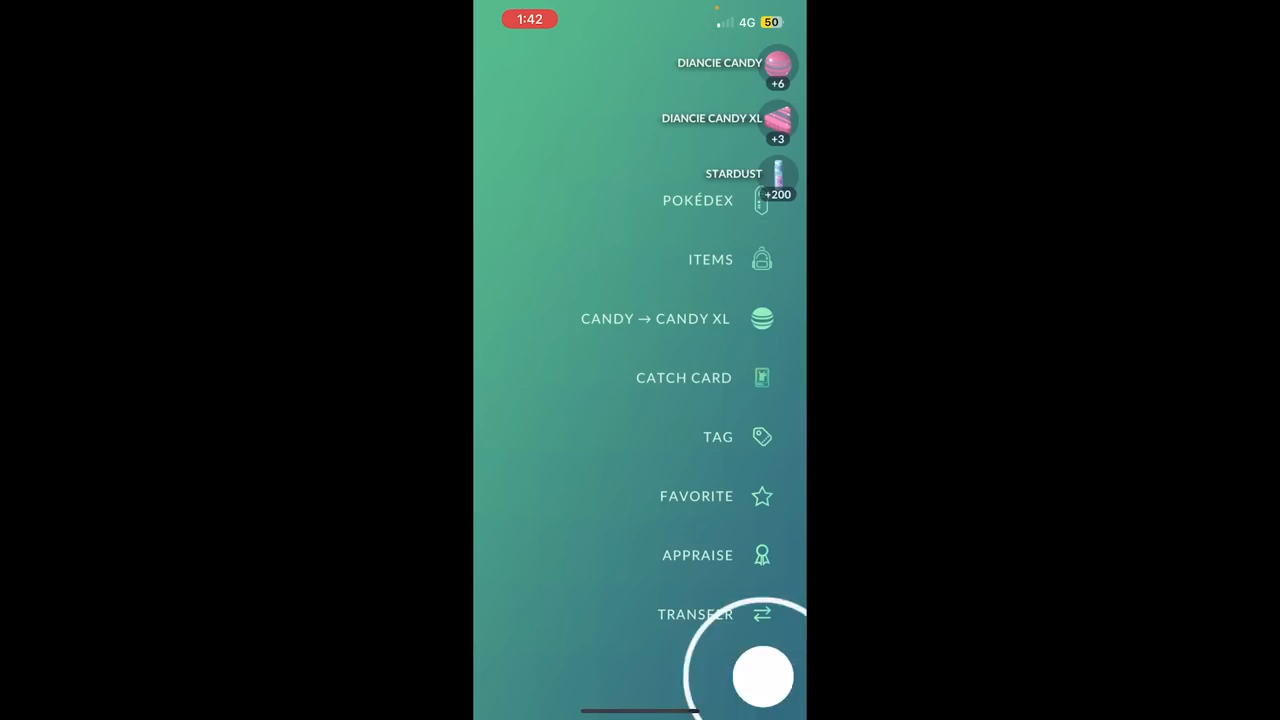 1:42
4G 50
DIANCIE CANDY
+6
DIANCIE CANDY XL
+3
STARDUST
+200
POKÉDEX
ITEMS
CANDY → CANDY XL
CATCH CARD
TAG
FAVORITE
APPRAISE
TRANSFER